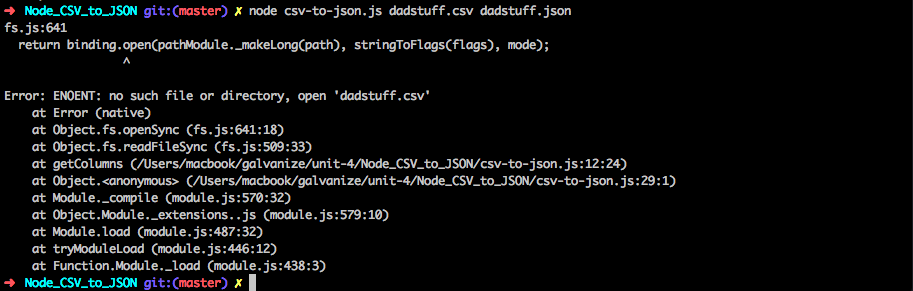 ➜ Node_CSV_to_JSON git:(master) ✗ node csv-to-json.js dadstuff.csv dadstuff.json
fs.js:641
  return binding.open(pathModule._makeLong(path), stringToFlags(flags), mode);
                 ^
Error: ENOENT: no such file or directory, open 'dadstuff.csv'
    at Error (native)
    at Object.fs.openSync (fs.js:641:18)
    at Object.fs.readFileSync (fs.js:509:33)
    at getColumns (/Users/macbook/galvanize/unit-4/Node_CSV_to_JSON/csv-to-json.js:12:24)
    at Object.<anonymous> (/Users/macbook/galvanize/unit-4/Node_CSV_to_JSON/csv-to-json.js:29:1)
    at Module._compile (module.js:570:32)
    at Object.Module._extensions..js (module.js:579:10)
    at Module.load (module.js:487:32)
    at tryModuleLoad (module.js:446:12)
    at Function.Module._load (module.js:438:3)
➜ Node_CSV_to_JSON git:(master) ✗